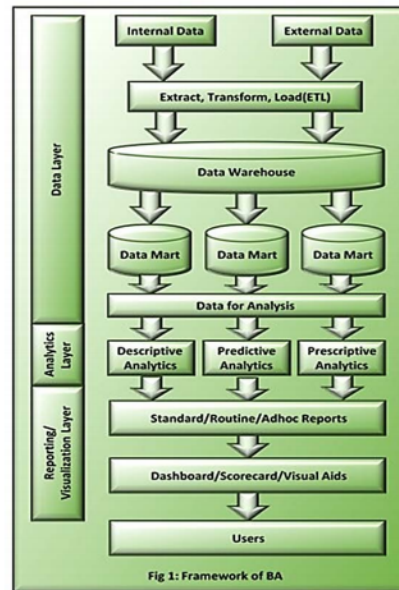 Internal Data
External Data
Extract, Transform, Load(ETL)
Data Warehouse
Data Mart
Data Mart
Data Mart
Data for Analysis
Descriptive
Analytics
Predictive
Analytics
Prescriptive
Analytics
Standard/Routine/Adhoc Reports
Dashboard/Scorecard/Visual Aids
Users
Data Layer
Analytics
Layer
Reporting/
Visualization Layer
Fig 1: Framework of BA